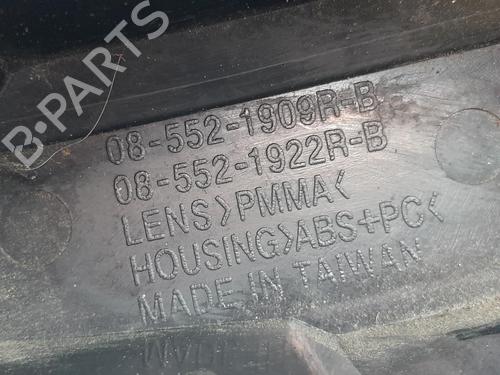 B-PARTS
08-552-1909R-B
08-552-1922R-B
LENS>PMMA<
HOUSING>ABS+PC<
MADE IN TAIWAN